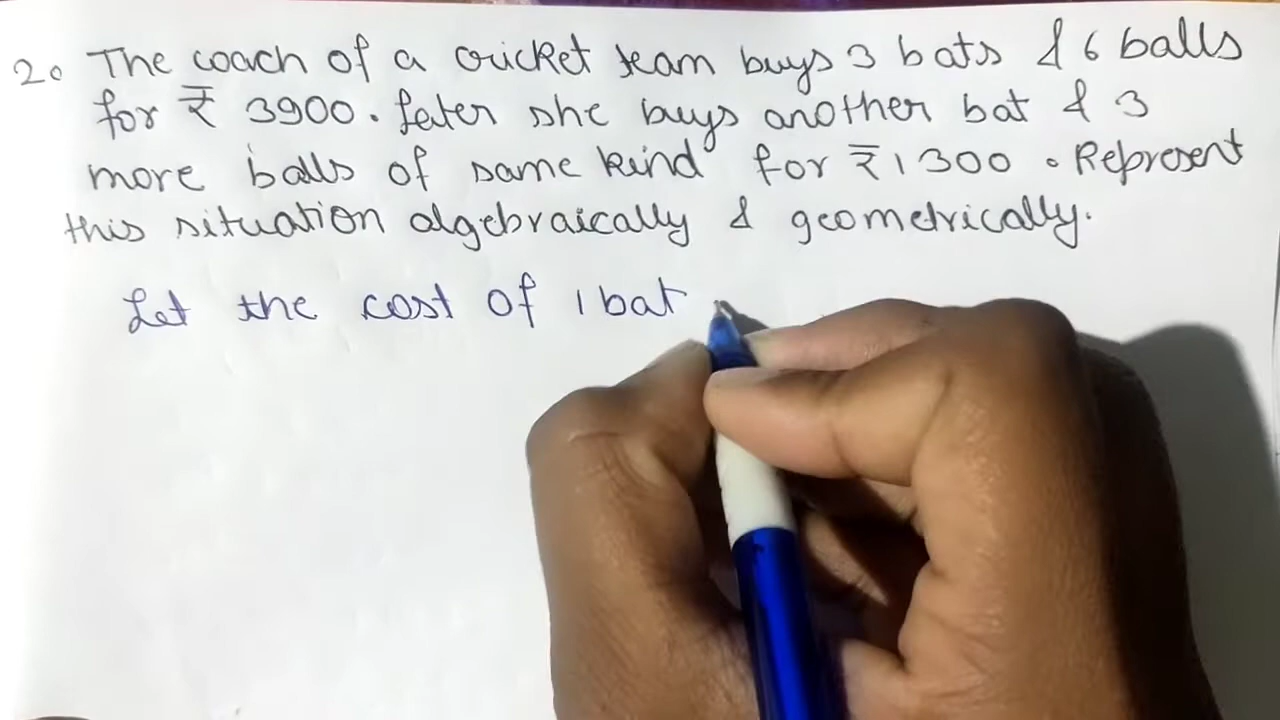 2. The coach of a cricket team buys 3 bats & 6 balls
for ₹ 3900. Later she buys another bat & 3
more balls of same kind for ₹1300. Represent
this situation algebraically & geometrically.
Let the cost of 1 bat